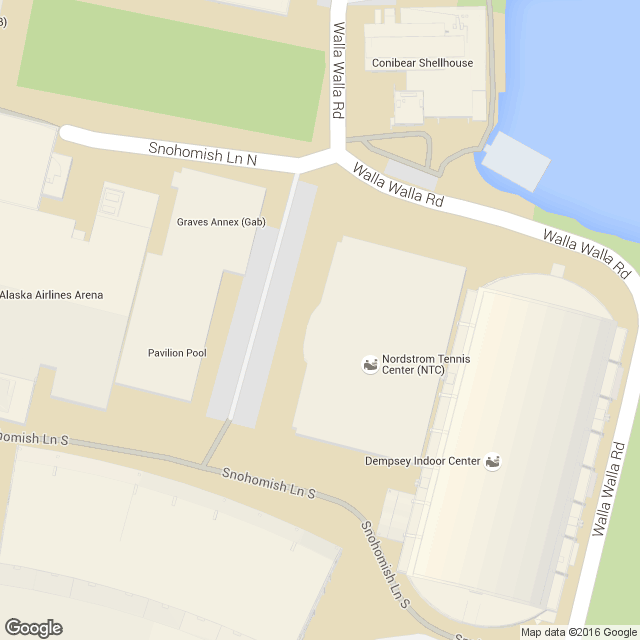 Conibear Shellhouse
Walla Walla Rd
Snohomish Ln N
Walla Walla Rd
Graves Annex (Gab)
Walla Walla Rd
Alaska Airlines Arena
Pavilion Pool
Nordstrom Tennis
Center (NTC)
Snohomish Ln S
Dempsey Indoor Center
Snohomish Ln S
Walla Walla Rd
Snohomish Ln S
Google
Map data ©2016 Google